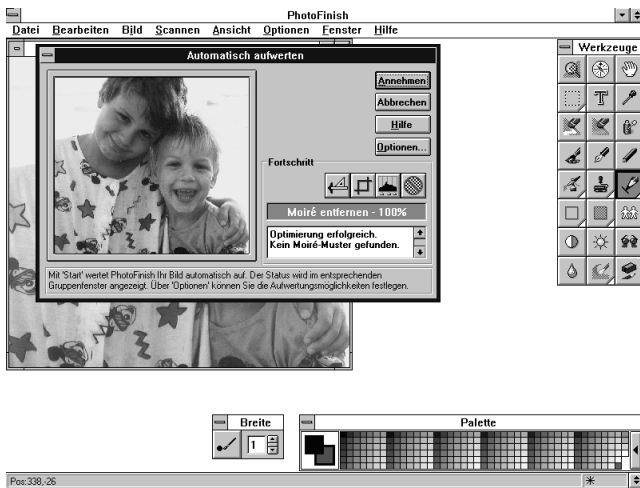 PhotoFinish
Datei Bearbeiten Bild Scannen Ansicht Optionen Fenster Hilfe
Automatisch aufwerten
Werkzeuge
Annehmen
Abbrechen
Hilfe
Optionen...
Fortschritt
Moiré entfernen - 100%
Optimierung erfolgreich.
Kein Moiré-Muster gefunden.
Mit 'Start' wertet PhotoFinish Ihr Bild automatisch auf. Der Status wird im entsprechenden
Gruppenfenster angezeigt. Über 'Optionen' können Sie die Aufwertungsmöglichkeiten festlegen.
Breite
1
Palette
Pos:338,-26